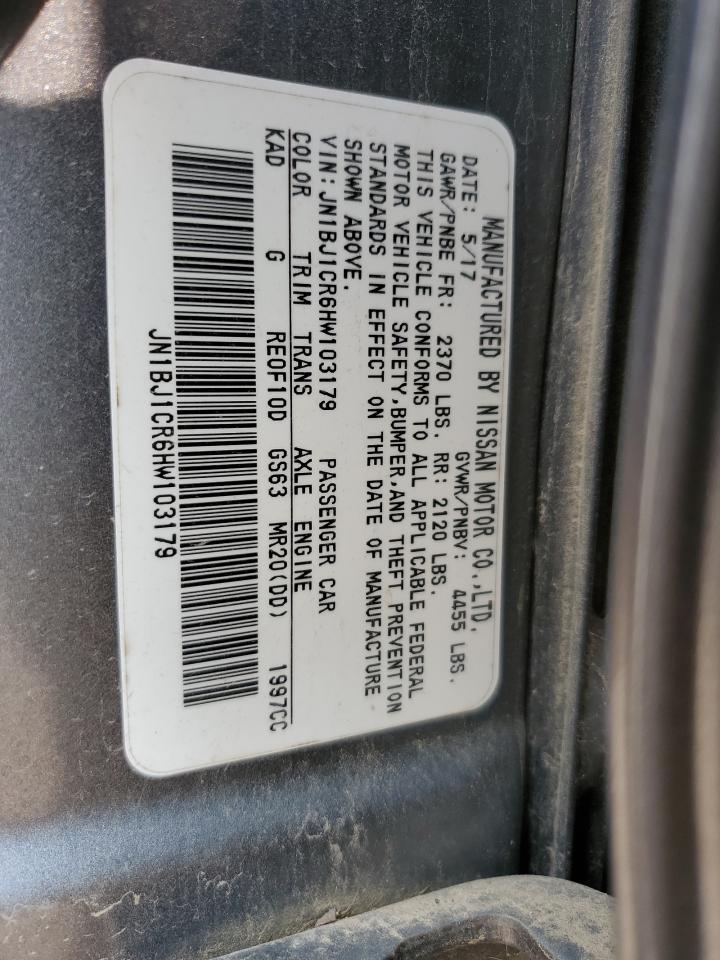 MANUFACTURED BY NISSAN MOTOR CO.,LTD.
DATE: 5/17 GVWR/PNBV: 4455 LBS.
GAWR/PNBE FR: 2370 LBS. RR: 2120 LBS.
THIS VEHICLE CONFORMS TO ALL APPLICABLE FEDERAL
MOTOR VEHICLE SAFETY,BUMPER,AND THEFT PREVENTION
STANDARDS IN EFFECT ON THE DATE OF MANUFACTURE
SHOWN ABOVE.
VIN: JN1BJ1CR6HW103179 PASSENGER CAR
COLOR TRIM TRANS AXLE ENGINE
KAD G RE0F10D GS63 MR20(DD) 1997CC
JN1BJ1CR6HW103179